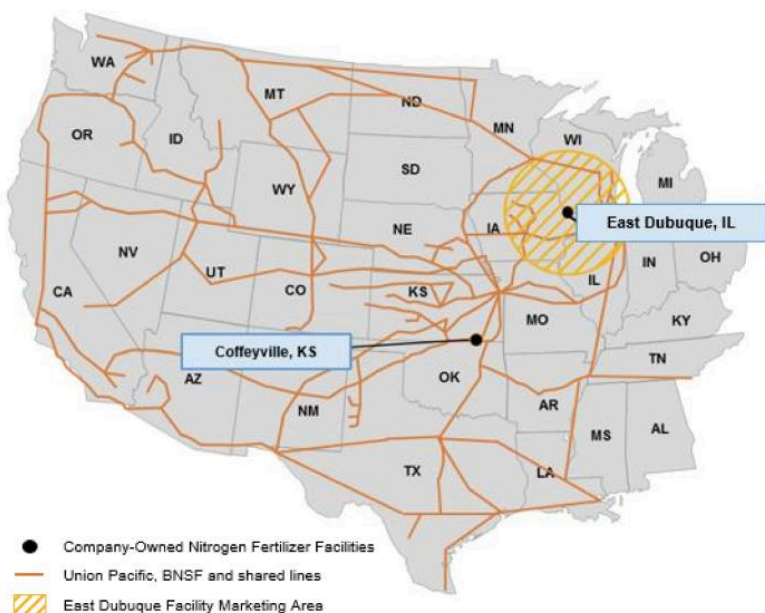 WA
MT
ND
MN
OR
ID
WI
SD
MI
WY
East Dubuque, IL
NE
IA
NV
OH
UT
IL
IN
CA
CO
KS
MO
KY
Coffeyville, KS
TN
AZ
OK
NM
AR
MS
AL
TX
LA
Company-Owned Nitrogen Fertilizer Facilities
Union Pacific, BNSF and shared lines
East Dubuque Facility Marketing Area